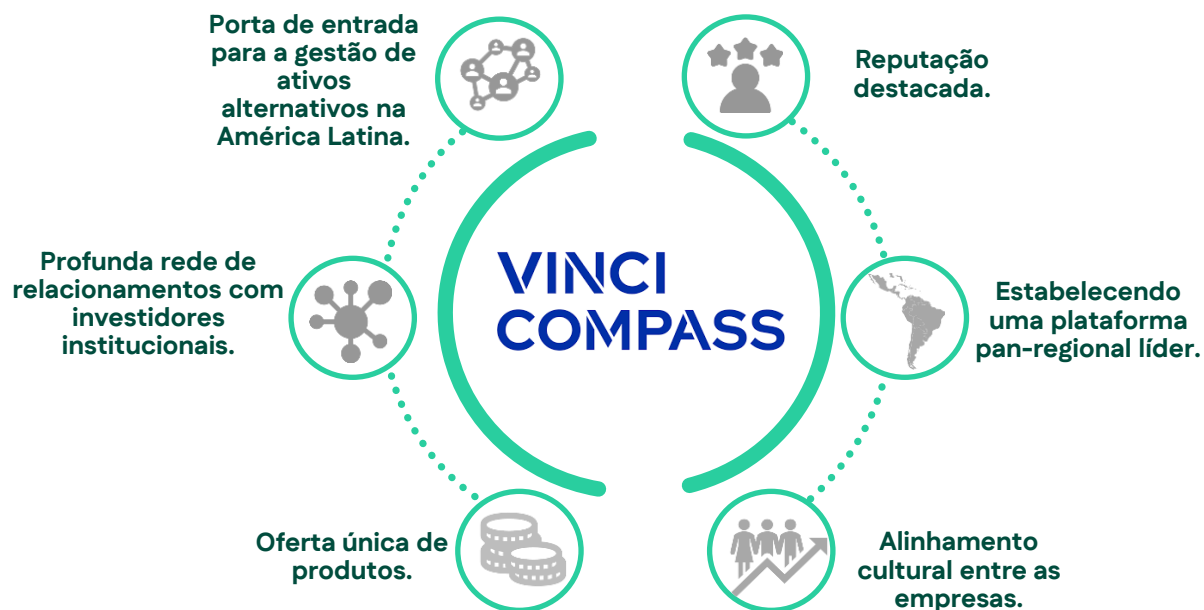 Porta de entrada
para a gestão de
ativos
alternativos na
América Latina.
Reputação
destacada.
Profunda rede de
relacionamentos com
investidores
institucionais.
VINCI
COMPASS
Estabelecendo
uma plataforma
pan-regional líder.
Oferta única de
produtos.
Alinhamento
cultural entre as
empresas.